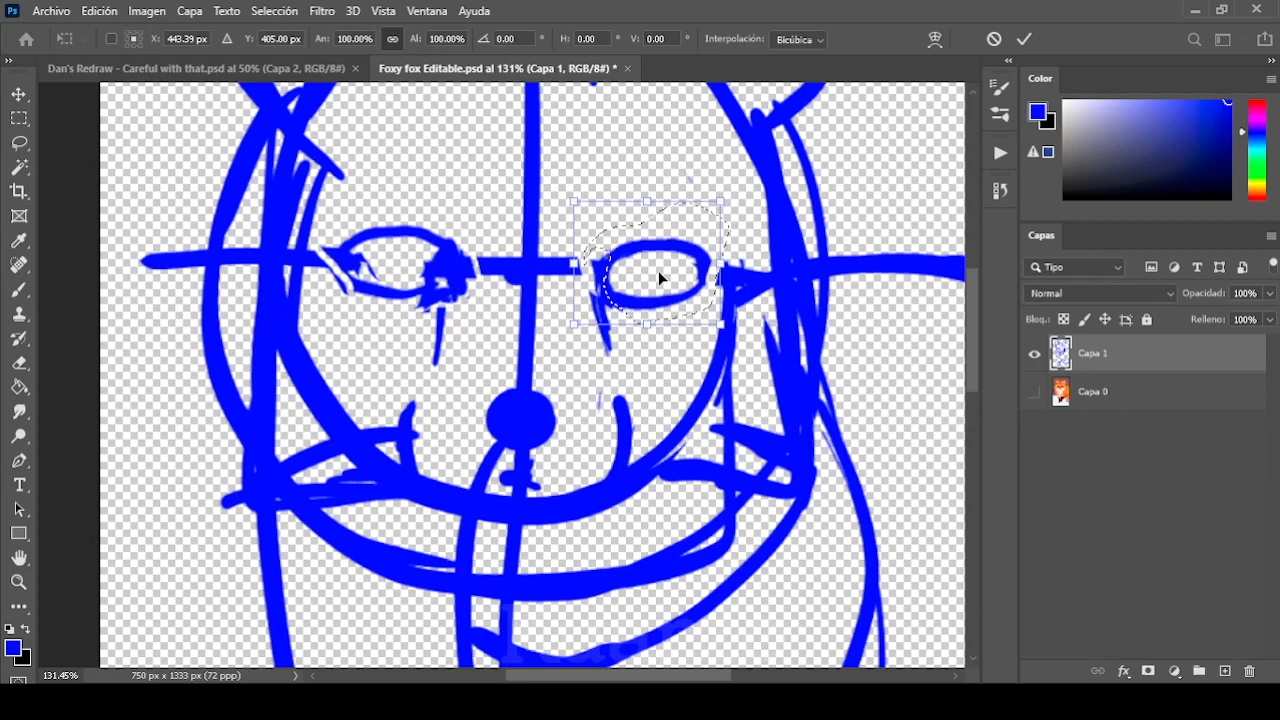 Ps Archivo Edición Imagen Capa Texto Selección Filtro 3D Vista Ventana Ayuda
X: 443.39 px Y: 405.00 px An: 100.00% Al: 100.00% 0.00 ° H: 0.00 ° V: 0.00 ° Interpolación: Bicúbica
Dan's Redraw - Careful with that.psd al 50% (Capa 2, RGB/8#) × Foxy fox Editable.psd al 131% (Capa 1, RGB/8#) * ×
Color
Capas
Tipo
Normal Opacidad: 100%
Bloq.: Relleno: 100%
Capa 1
Capa 0
T
fx
131.45% 750 px x 1333 px (72 ppp)